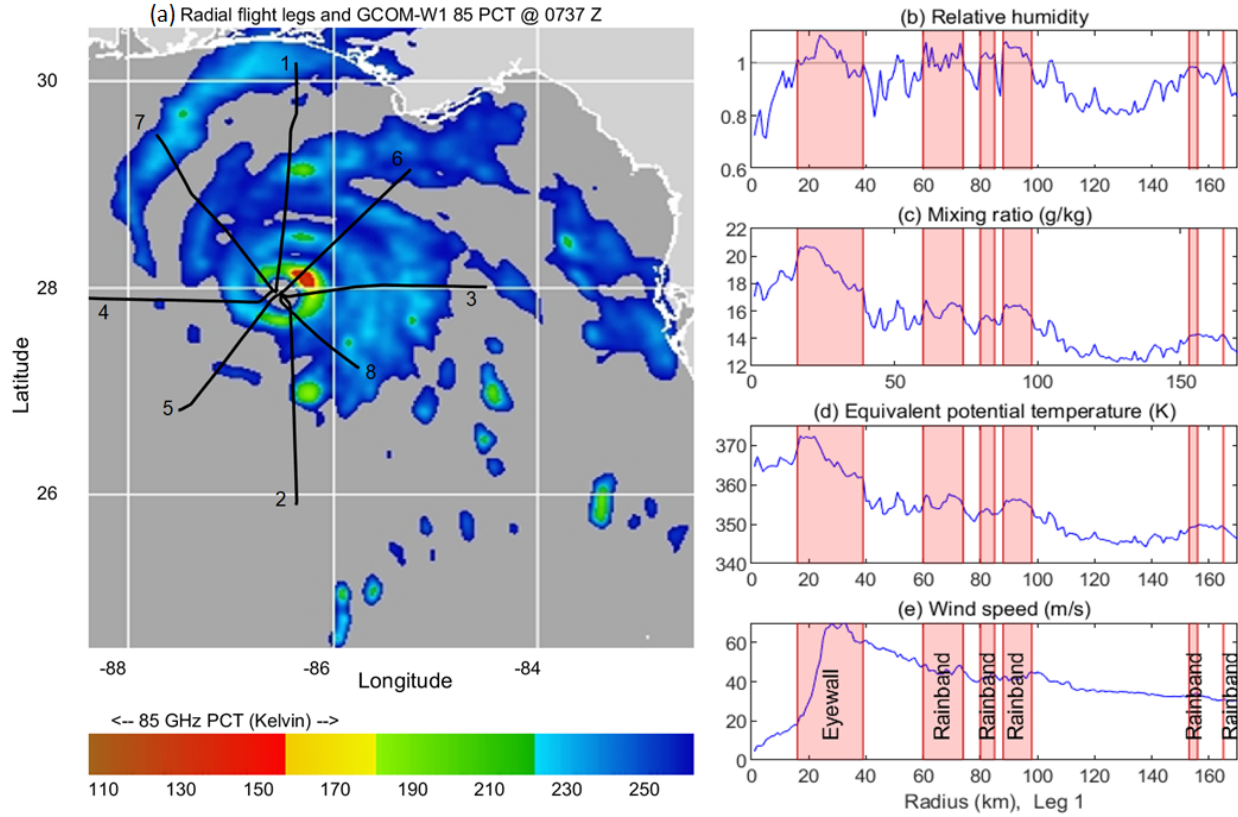 (a) Radial flight legs and GCOM-W1 85 PCT @ 0737 Z
30
28
26
Latitude
1
7
6
3
4
8
5
2
-88
-86
-84
Longitude
<-- 85 GHz PCT (Kelvin) -->
110 130 150 170 190 210 230 250
(b) Relative humidity
1
0.8
0.6
0 20 40 60 80 100 120 140 160
(c) Mixing ratio (g/kg)
22
20
18
16
14
12
0 50 100 150
(d) Equivalent potential temperature (K)
370
360
350
340
0 20 40 60 80 100 120 140 160
(e) Wind speed (m/s)
60
40
20
0
Eyewall
Rainband
Rainband
Rainband
Rainband
Rainband
0 20 40 60 80 100 120 140 160
Radius (km), Leg 1